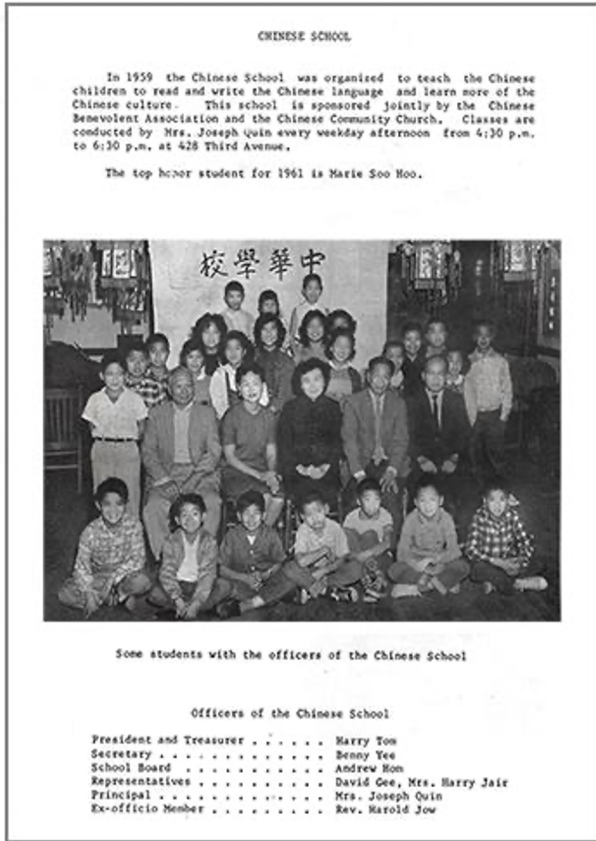 CHINESE SCHOOL
In 1959 the Chinese School was organized to teach the Chinese
children to read and write the Chinese language and learn more of the
Chinese culture. This school is sponsored jointly by the Chinese
Benevolent Association and the Chinese Community Church. Classes are
conducted by Mrs. Joseph Quin every weekday afternoon from 4:30 p.m.
to 6:30 p.m. at 428 Third Avenue.
The top honor student for 1961 is Marie Soo Hoo.
校學華中
Some students with the officers of the Chinese School
Officers of the Chinese School
President and Treasurer . . . . . . Harry Tom
Secretary . . . . . . . . . . . . . Benny Yee
School Board . . . . . . . . . . . Andrew Hom
Representatives . . . . . . . . . . David Gee, Mrs. Harry Jair
Principal . . . . . . . . . . . . . Mrs. Joseph Quin
Ex-officio Member . . . . . . . . . Rev. Harold Jow